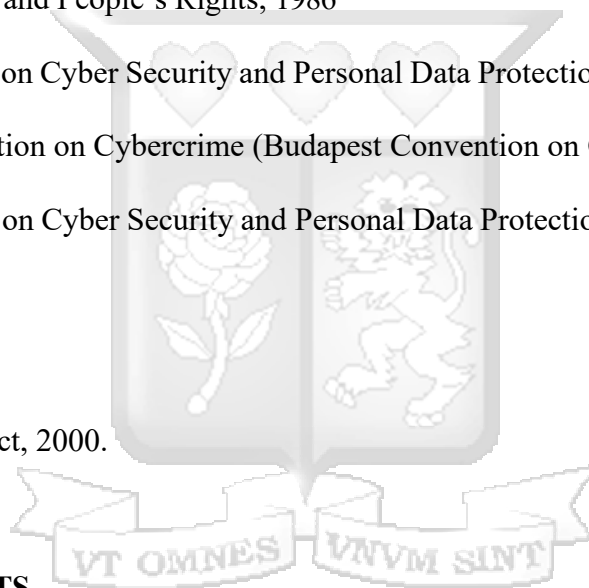 and People's Rights, 1986
on Cyber Security and Personal Data Protectio
tion on Cybercrime (Budapest Convention on
on Cyber Security and Personal Data Protectio
ct, 2000.
VT OMNES VNVM SINT
TS